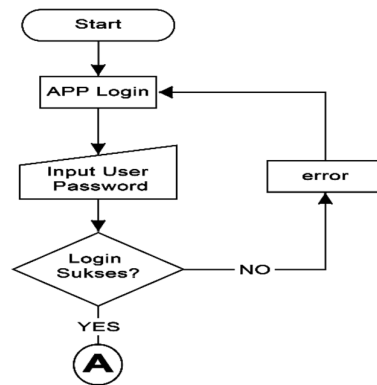 Start
APP Login
Input User
Password
error
Login
Sukses?
NO
YES
A